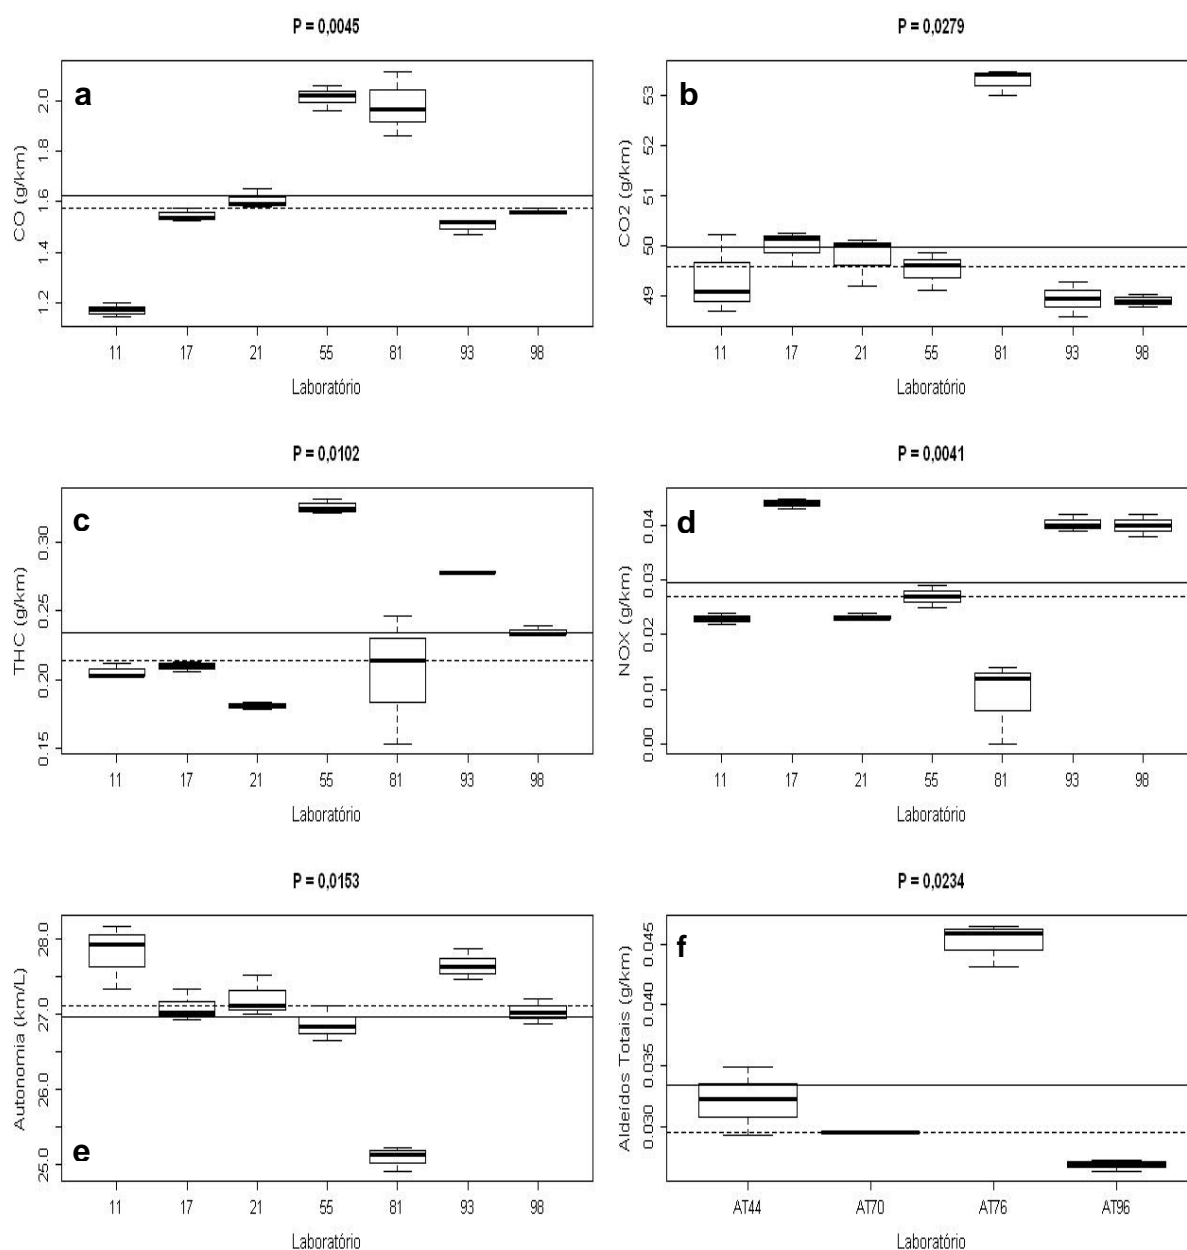 P = 0,0045
a
CO (g/km)
2.0
1.8
1.6
1.4
1.2
11 17 21 55 81 93 98
Laboratório
P = 0,0279
b
CO2 (g/km)
53
52
51
50
49
11 17 21 55 81 93 98
Laboratório
P = 0,0102
c
THC (g/km)
0.30
0.25
0.20
0.15
11 17 21 55 81 93 98
Laboratório
P = 0,0041
d
NOX (g/km)
0.04
0.03
0.02
0.01
0.00
11 17 21 55 81 93 98
Laboratório
P = 0,0153
e
Autonomia (km/L)
28.0
27.0
26.0
25.0
11 17 21 55 81 93 98
Laboratório
P = 0,0234
f
Aldeídos Totais (g/km)
0.045
0.040
0.035
0.030
AT44 AT70 AT76 AT96
Laboratório